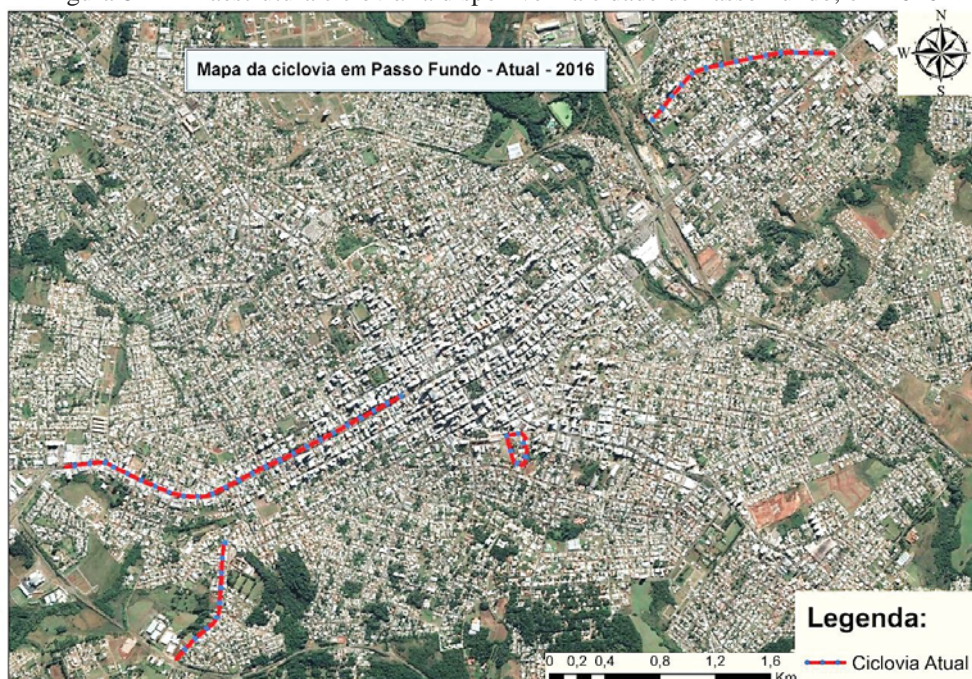 Mapa da ciclovia em Passo Fundo - Atual - 2016
N
W E
S
Legenda:
Ciclovia Atual
0 0,2 0,4 0,8 1,2 1,6
Km